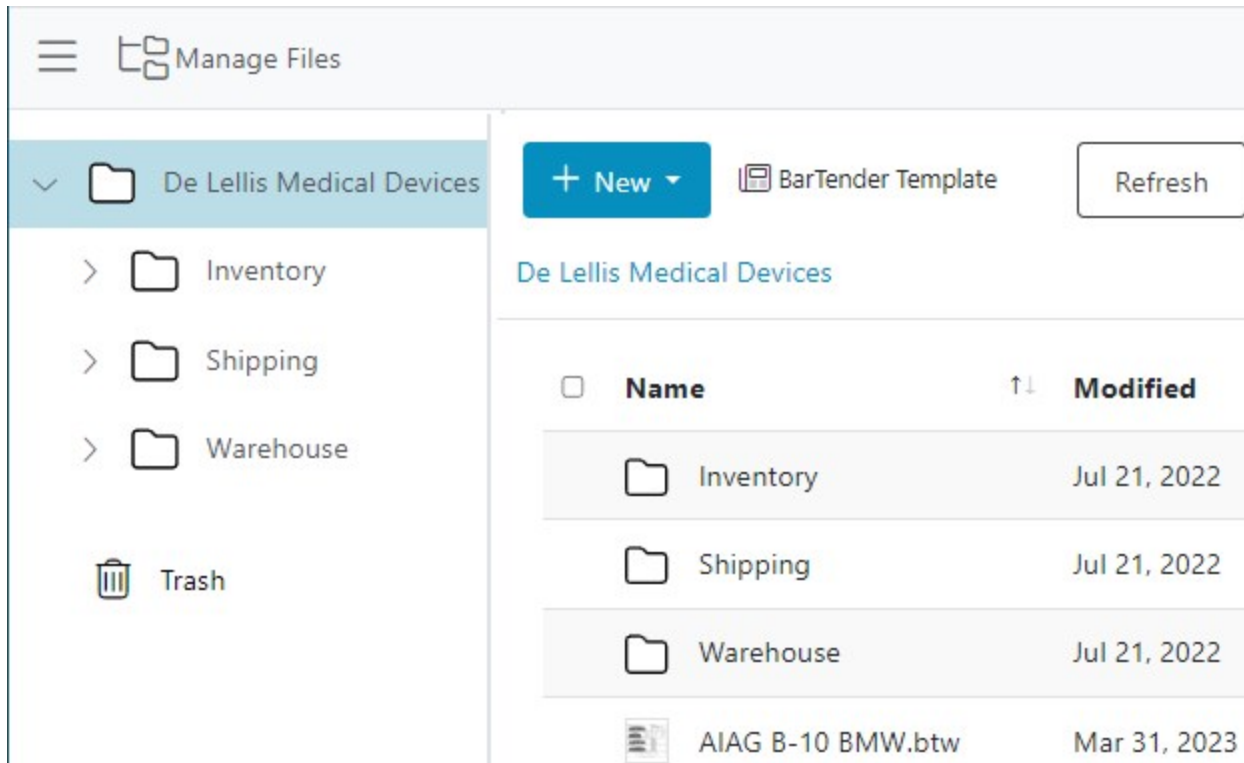 Manage Files
De Lellis Medical Devices
Inventory
Shipping
Warehouse
Trash
+ New
BarTender Template
Refresh
De Lellis Medical Devices
Name Modified
Inventory Jul 21, 2022
Shipping Jul 21, 2022
Warehouse Jul 21, 2022
AIAG B-10 BMW.btw Mar 31, 2023